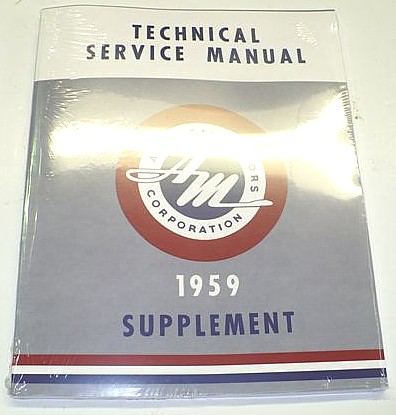 TECHNICAL
SERVICE MANUAL
AM
CORPORATION
1959
SUPPLEMENT